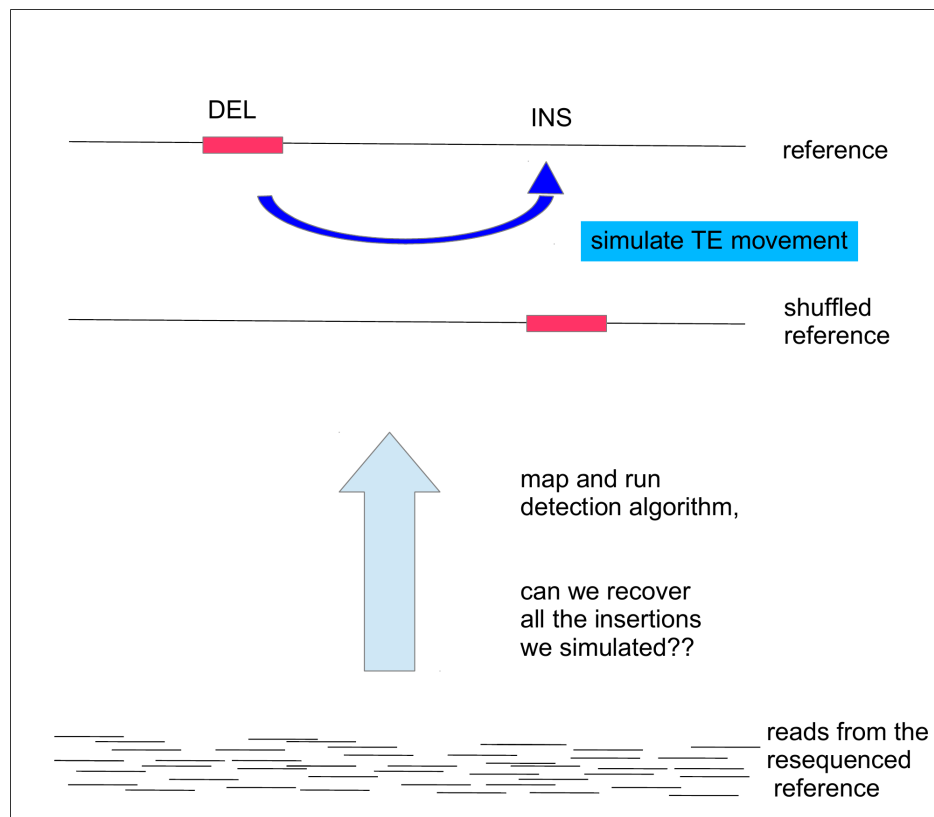 DEL
INS
reference
simulate TE movement
shuffled
reference
map and run
detection algorithm,
can we recover
all the insertions
we simulated??
reads from the
resequenced
reference